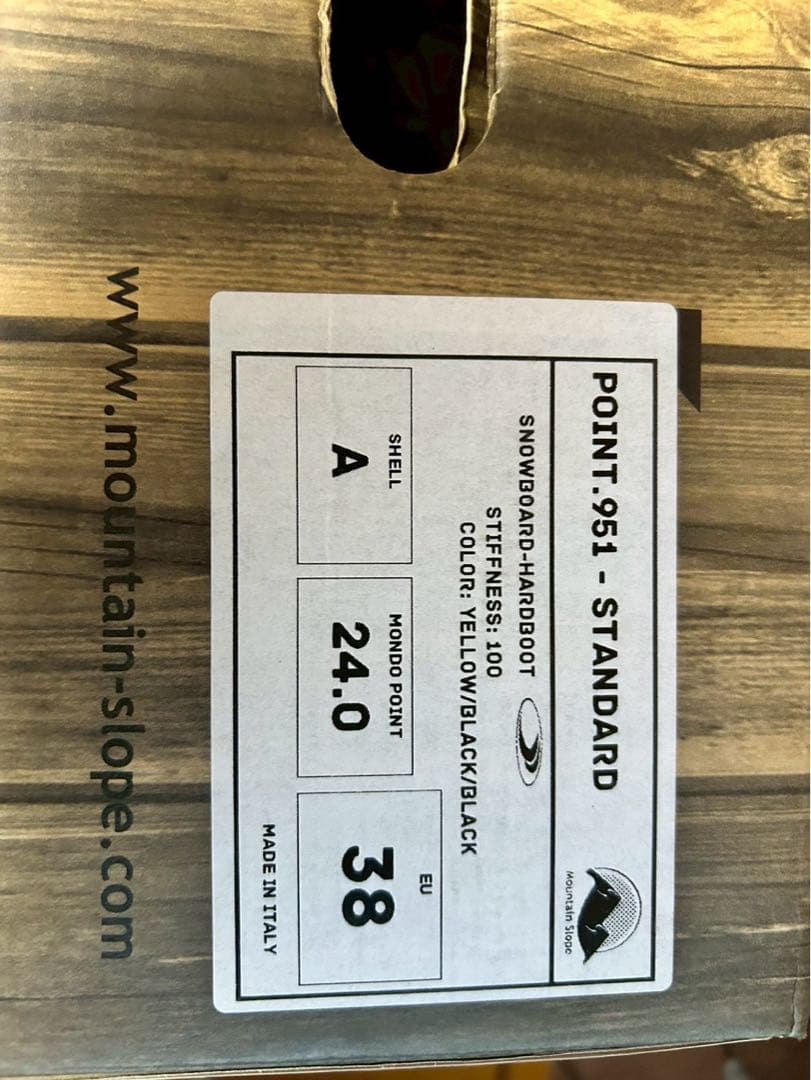 POINT.951 - STANDARD
Mountain Slope
SNOWBOARD-HARDBOOT
STIFFNESS: 100
COLOR: YELLOW/BLACK/BLACK
SHELL
A
MONDO POINT
24.0
EU
38
MADE IN ITALY
www.mountain-slope.com